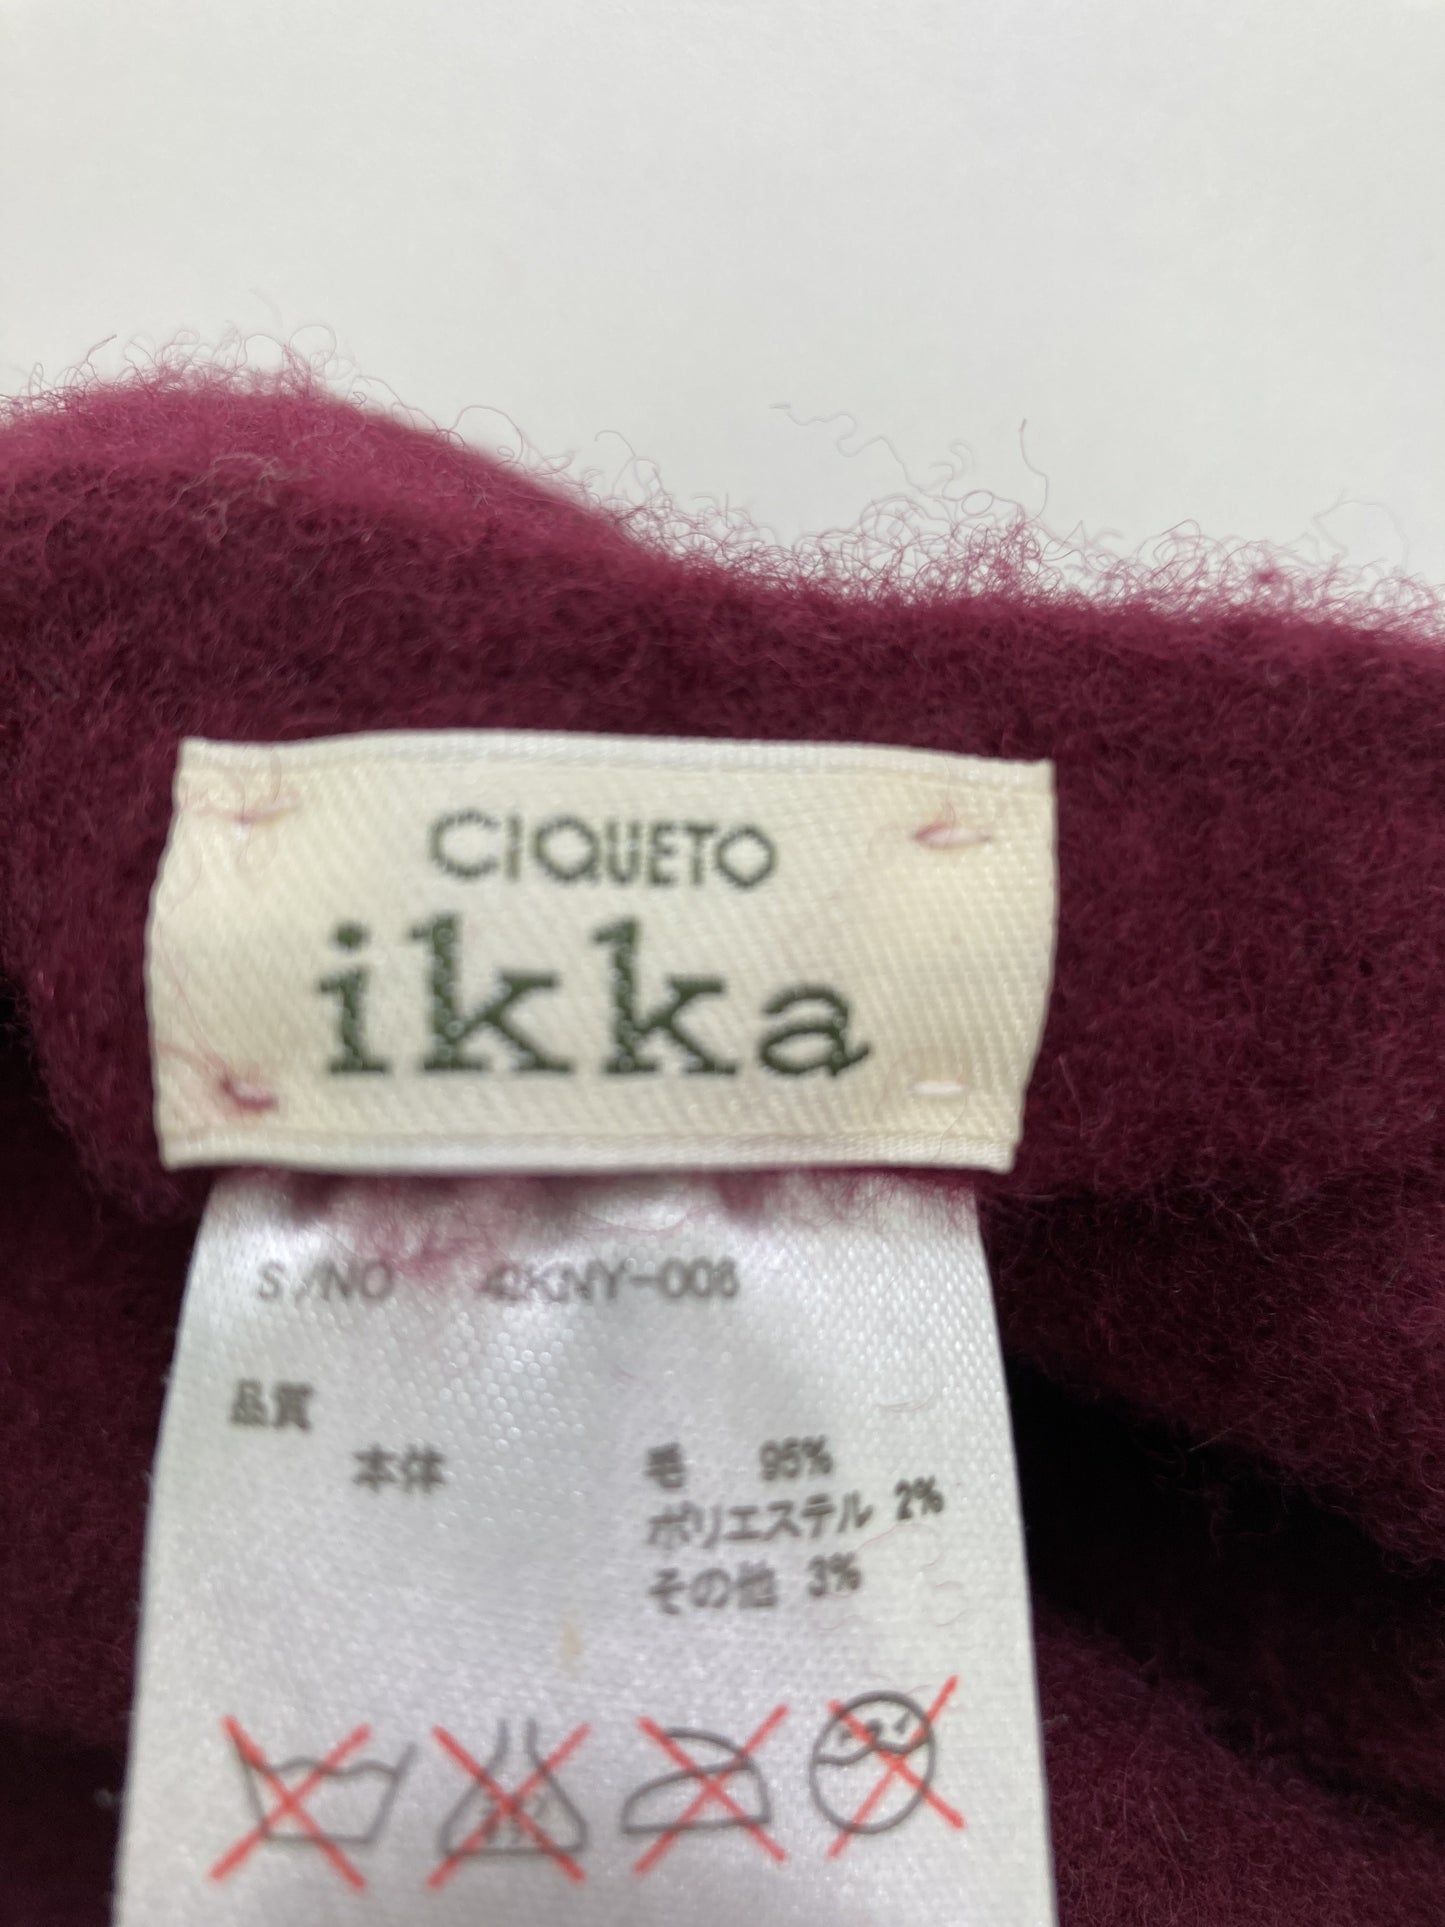 CIQUETO
ikka
S/NO 42KNY-008
品質
本体 毛 95%
ポリエステル 2%
その他 3%